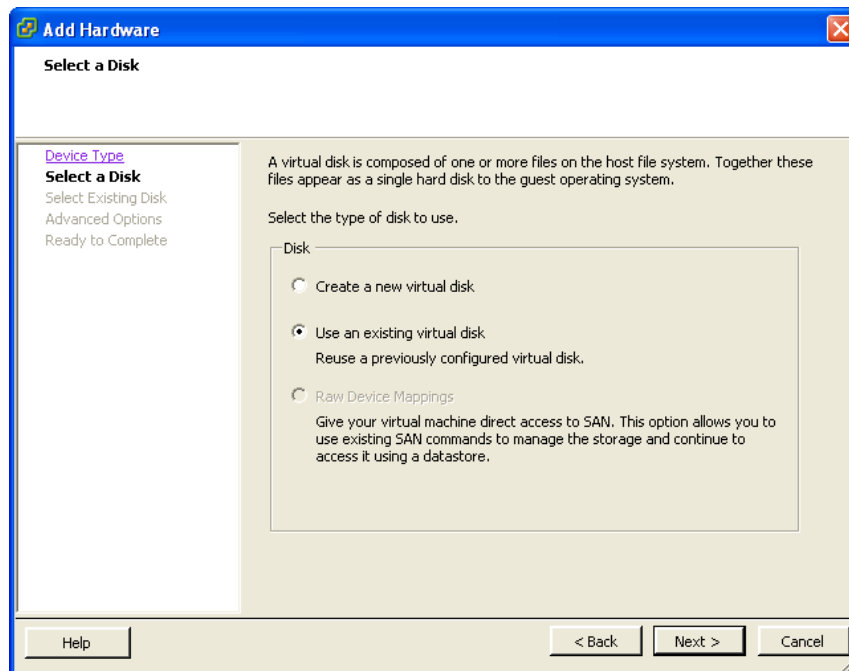 Add Hardware
Select a Disk
Device Type
Select a Disk
Select Existing Disk
Advanced Options
Ready to Complete
A virtual disk is composed of one or more files on the host file system. Together these
files appear as a single hard disk to the guest operating system.
Select the type of disk to use.
Disk
Create a new virtual disk
Use an existing virtual disk
Reuse a previously configured virtual disk.
Raw Device Mappings
Give your virtual machine direct access to SAN. This option allows you to
use existing SAN commands to manage the storage and continue to
access it using a datastore.
Help
< Back
Next >
Cancel